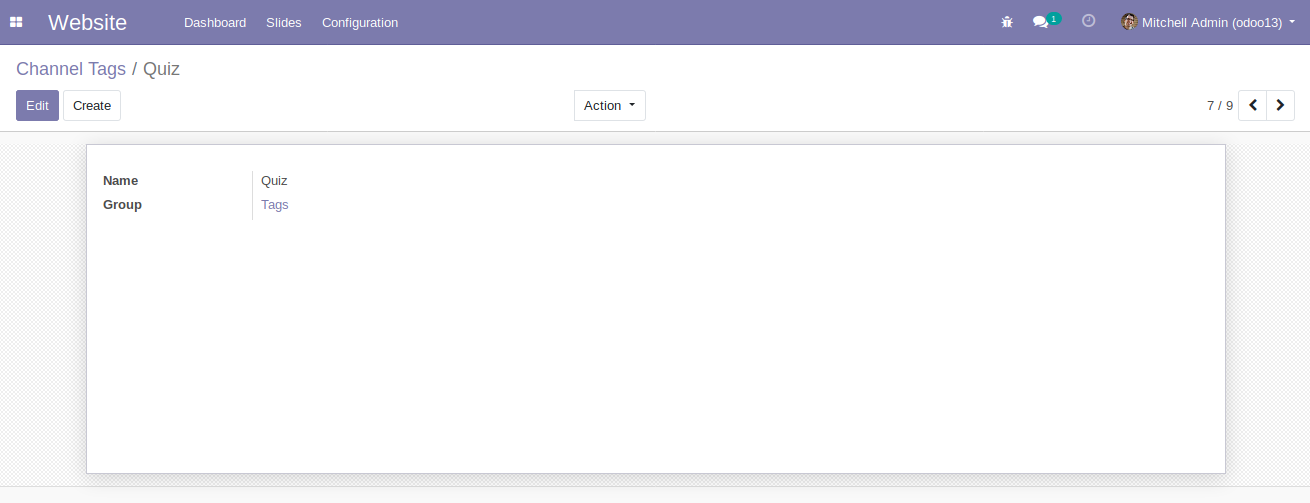 Website Dashboard Slides Configuration 1 Mitchell Admin (odoo13)
Channel Tags / Quiz
Edit Create Action 7 / 9
Name Quiz
Group Tags